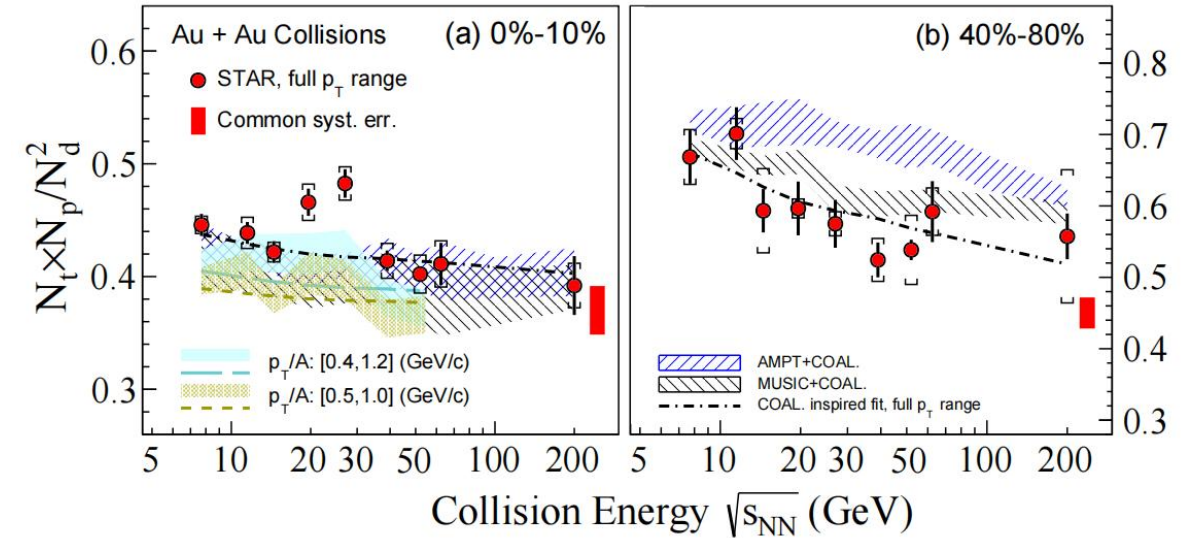 Au + Au Collisions
(a) 0%-10%
STAR, full p_T range
Common syst. err.
p_T/A: [0.4,1.2] (GeV/c)
p_T/A: [0.5,1.0] (GeV/c)
N_t×N_p/N_d^2
0.6
0.5
0.4
0.3
5 10 20 30 50 100 200
(b) 40%-80%
AMPT+COAL.
MUSIC+COAL.
COAL. inspired fit, full p_T range
0.8
0.7
0.6
0.5
0.4
0.3
0.2
0.1
5 10 20 30 50 100 200
Collision Energy √s_NN (GeV)